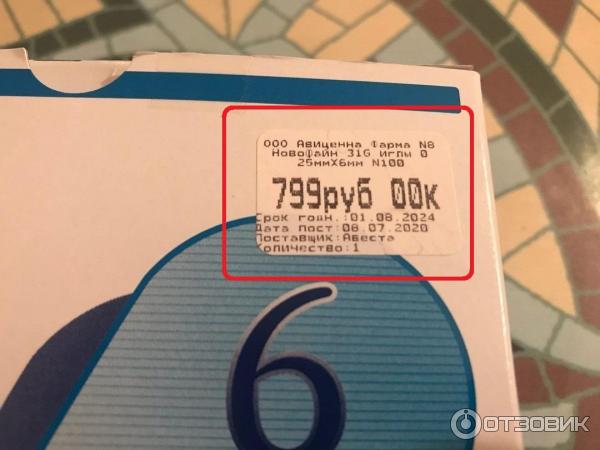 ООО Авиценна Фарма N8
НовоФайн 31G иглы 0
25ммХ6мм N100
799руб 00к
Срок годн.:01.08.2024
Дата пост:08.07.2020
Поставщик:Авеста
Количество:1
6
ОТЗОВИК